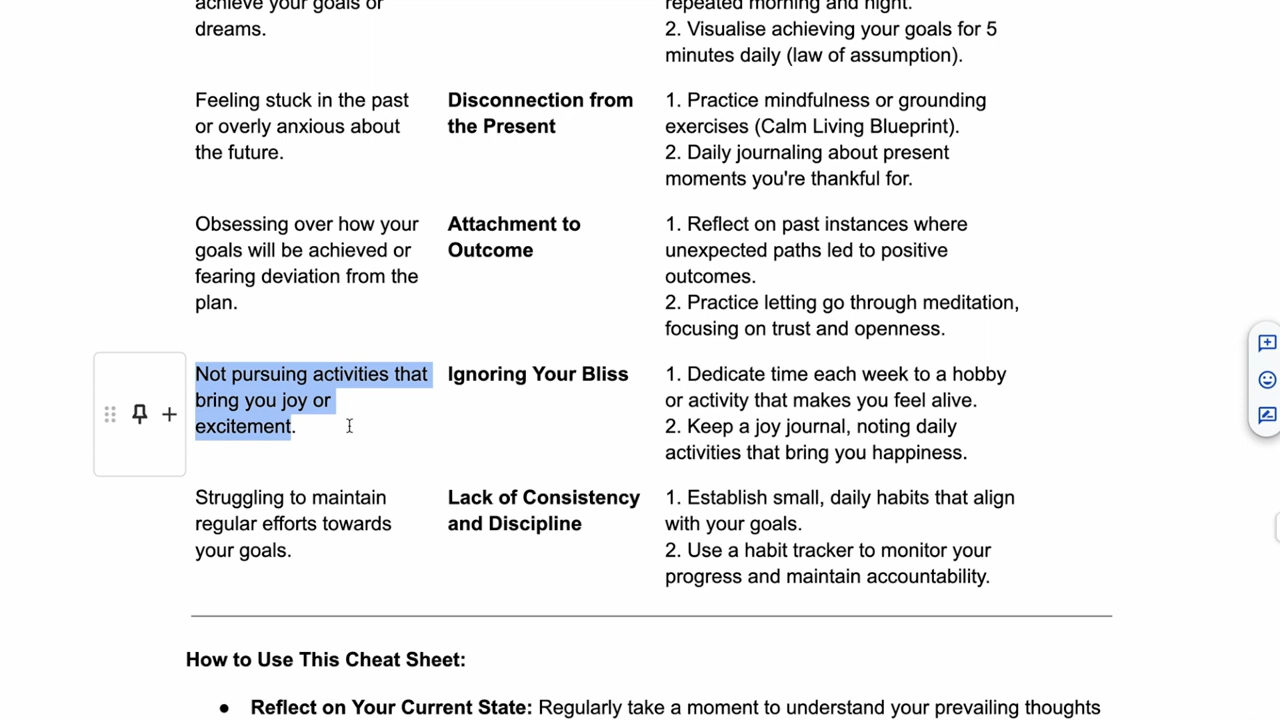 achieve your goals or
dreams.
repeated morning and night.
2. Visualise achieving your goals for 5
minutes daily (law of assumption).
Feeling stuck in the past
or overly anxious about
the future.
Disconnection from
the Present
1. Practice mindfulness or grounding
exercises (Calm Living Blueprint).
2. Daily journaling about present
moments you're thankful for.
Obsessing over how your
goals will be achieved or
fearing deviation from the
plan.
Attachment to
Outcome
1. Reflect on past instances where
unexpected paths led to positive
outcomes.
2. Practice letting go through meditation,
focusing on trust and openness.
Not pursuing activities that
bring you joy or
excitement.
Ignoring Your Bliss
1. Dedicate time each week to a hobby
or activity that makes you feel alive.
2. Keep a joy journal, noting daily
activities that bring you happiness.
Struggling to maintain
regular efforts towards
your goals.
Lack of Consistency
and Discipline
1. Establish small, daily habits that align
with your goals.
2. Use a habit tracker to monitor your
progress and maintain accountability.
How to Use This Cheat Sheet:
● Reflect on Your Current State: Regularly take a moment to understand your prevailing thoughts